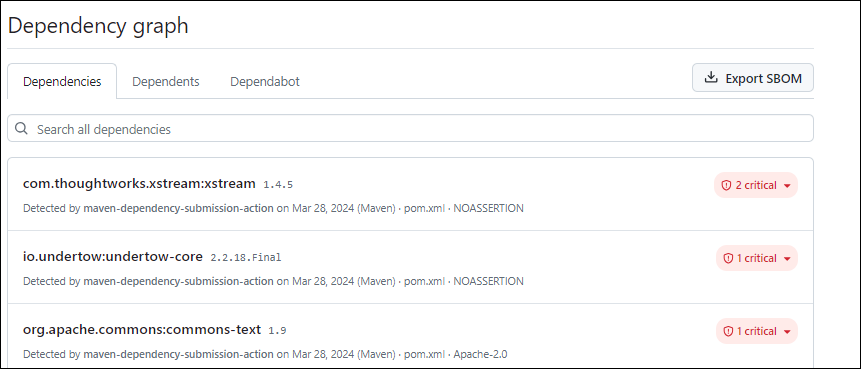 Dependency graph
Dependencies Dependents Dependabot Export SBOM
Search all dependencies
com.thoughtworks.xstream:xstream 1.4.5 2 critical
Detected by maven-dependency-submission-action on Mar 28, 2024 (Maven) · pom.xml · NOASSERTION
io.undertow:undertow-core 2.2.18.Final 1 critical
Detected by maven-dependency-submission-action on Mar 28, 2024 (Maven) · pom.xml · NOASSERTION
org.apache.commons:commons-text 1.9 1 critical
Detected by maven-dependency-submission-action on Mar 28, 2024 (Maven) · pom.xml · Apache-2.0